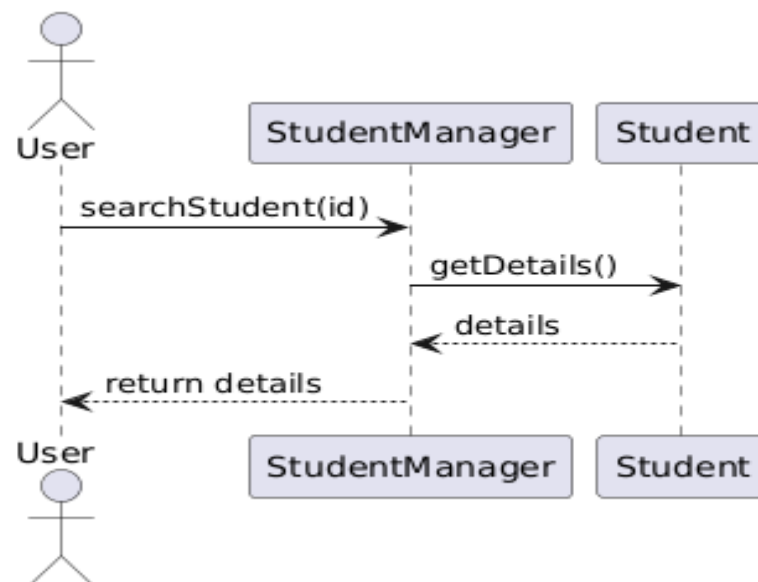 User
StudentManager
Student
searchStudent(id)
getDetails()
details
return details
User
StudentManager
Student